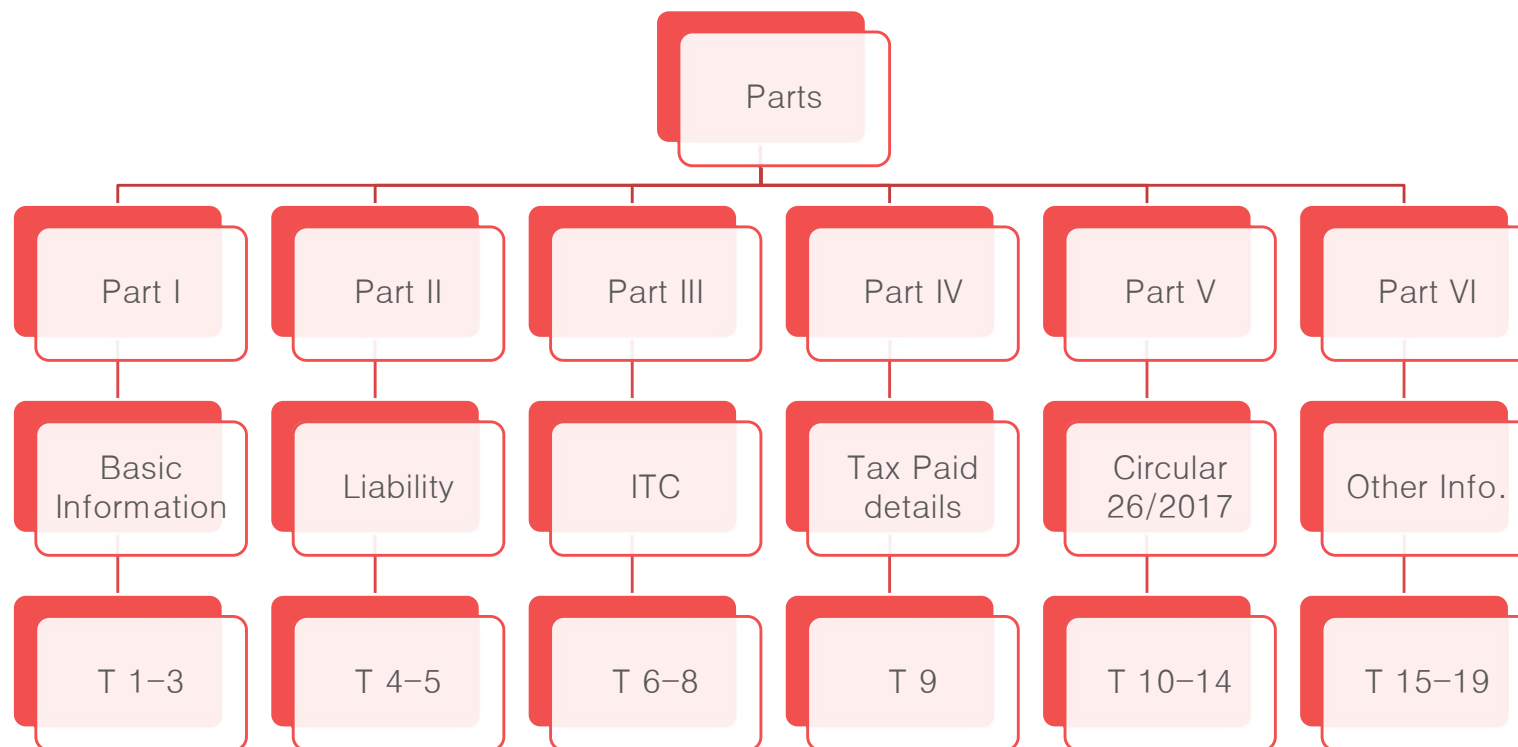 Parts
Part I
Part II
Part III
Part IV
Part V
Part VI
Basic
Information
Liability
ITC
Tax Paid
details
Circular
26/2017
Other Info.
T 1-3
T 4-5
T 6-8
T 9
T 10-14
T 15-19